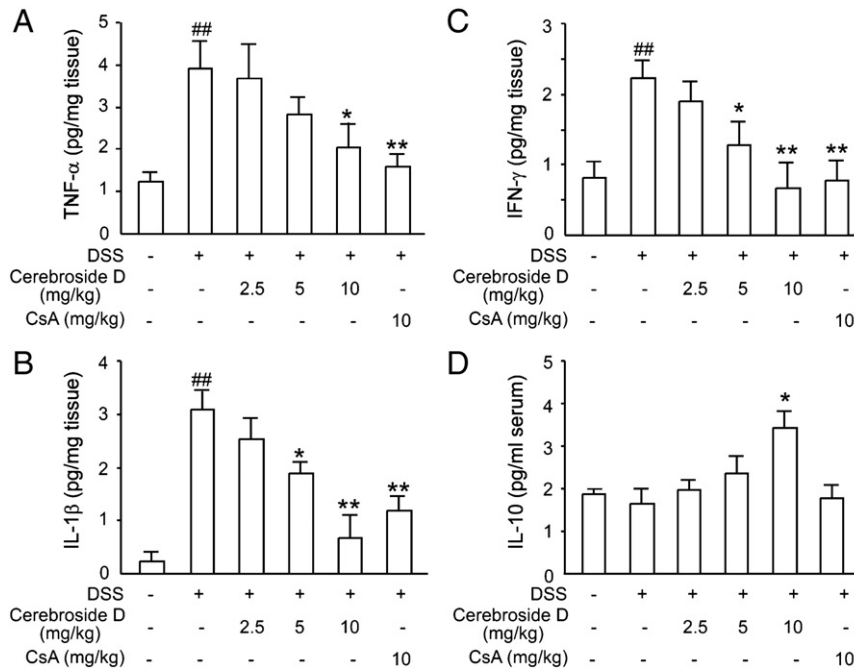 A
TNF-α (pg/mg tissue)
5
4
3
2
1
0
##
*
**
DSS - + + + + +
Cerebroside D (mg/kg) - - 2.5 5 10 -
CsA (mg/kg) - - - - - 10
B
IL-1β (pg/mg tissue)
4
3
2
1
0
##
*
**
**
DSS - + + + + +
Cerebroside D (mg/kg) - - 2.5 5 10 -
CsA (mg/kg) - - - - - 10
C
IFN-γ (pg/mg tissue)
3
2
1
0
##
*
**
**
DSS - + + + + +
Cerebroside D (mg/kg) - - 2.5 5 10 -
CsA (mg/kg) - - - - - 10
D
IL-10 (pg/ml serum)
5
4
3
2
1
0
*
DSS - + + + + +
Cerebroside D (mg/kg) - - 2.5 5 10 -
CsA (mg/kg) - - - - - 10